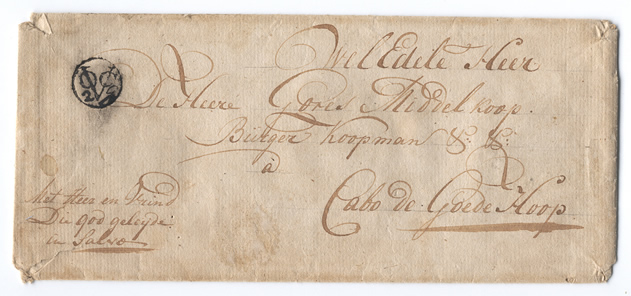 Wel Edele Heer
De Heere Gores Middelkoop.
Burger Koopman &: &:
à
Cabo de Goede Hoop
Met Heer en Vrind
Die god geleyde
in Salvo